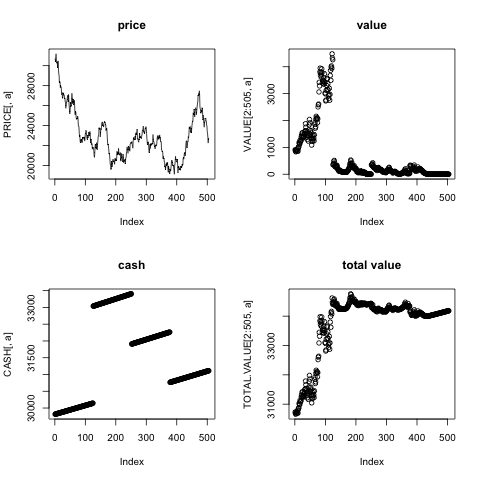 price
PRICE[, a]
20000 24000 28000
0 100 200 300 400 500
Index
value
VALUE[2:505, a]
0 1000 3000
0 100 200 300 400 500
Index
cash
CASH[, a]
30000 31500 33000
0 100 200 300 400 500
Index
total value
TOTAL.VALUE[2:505, a]
31000 33000
0 100 200 300 400 500
Index